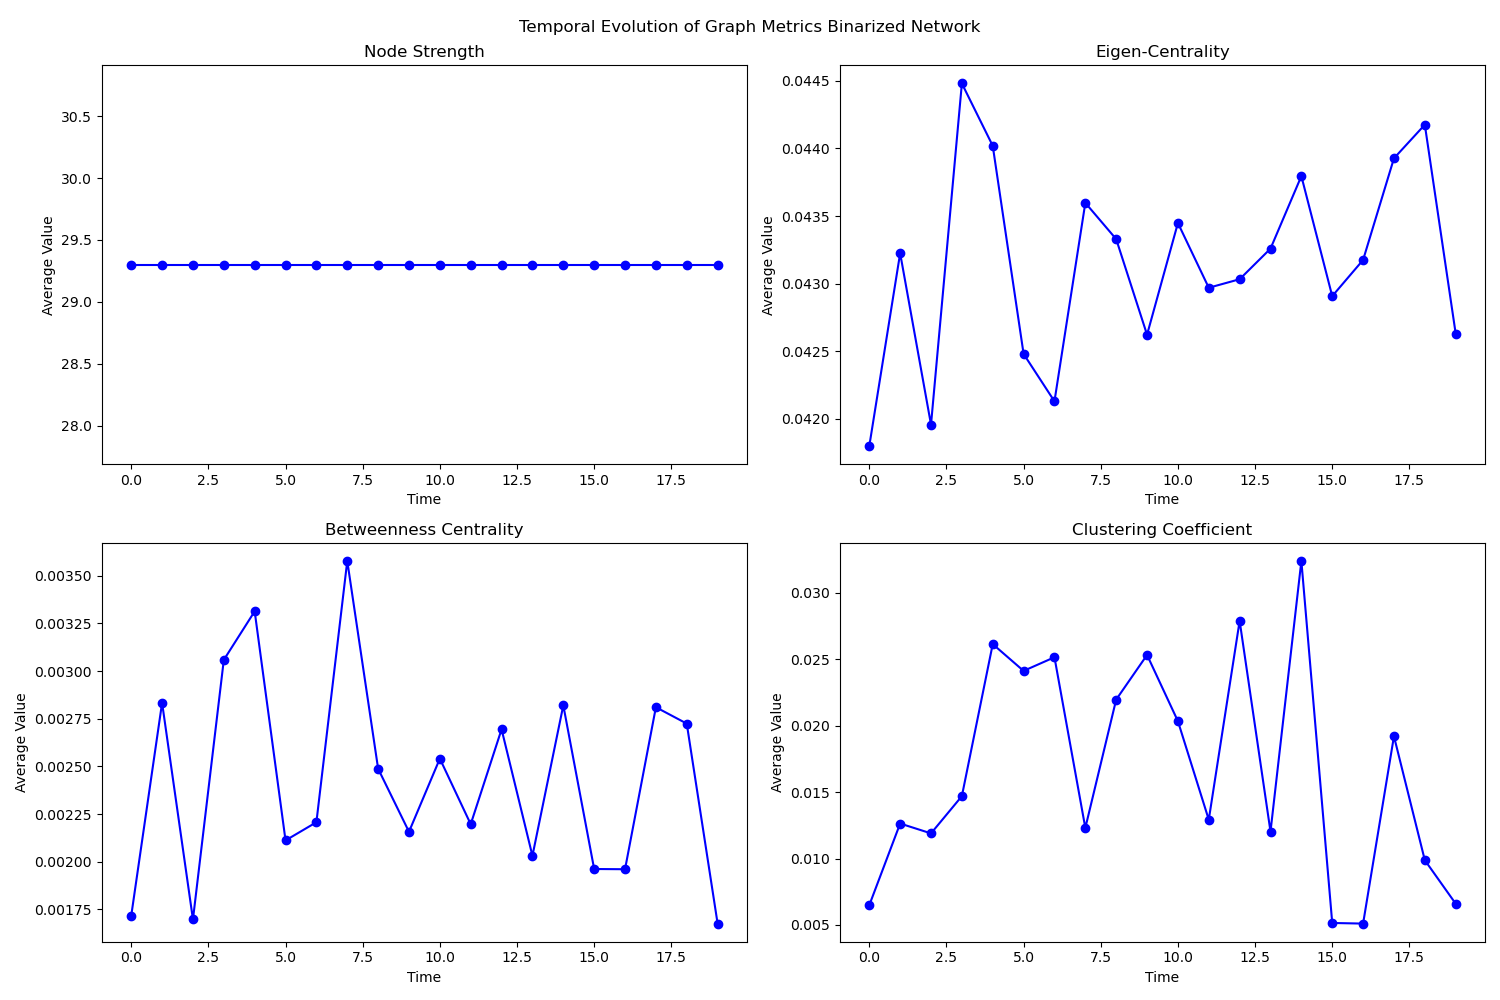 Temporal Evolution of Graph Metrics Binarized Network
Node Strength
Average Value
30.5
30.0
29.5
29.0
28.5
28.0
0.0 2.5 5.0 7.5 10.0 12.5 15.0 17.5
Time
Eigen-Centrality
Average Value
0.0445
0.0440
0.0435
0.0430
0.0425
0.0420
0.0 2.5 5.0 7.5 10.0 12.5 15.0 17.5
Time
Betweenness Centrality
Average Value
0.00350
0.00325
0.00300
0.00275
0.00250
0.00225
0.00200
0.00175
0.0 2.5 5.0 7.5 10.0 12.5 15.0 17.5
Time
Clustering Coefficient
Average Value
0.030
0.025
0.020
0.015
0.010
0.005
0.0 2.5 5.0 7.5 10.0 12.5 15.0 17.5
Time